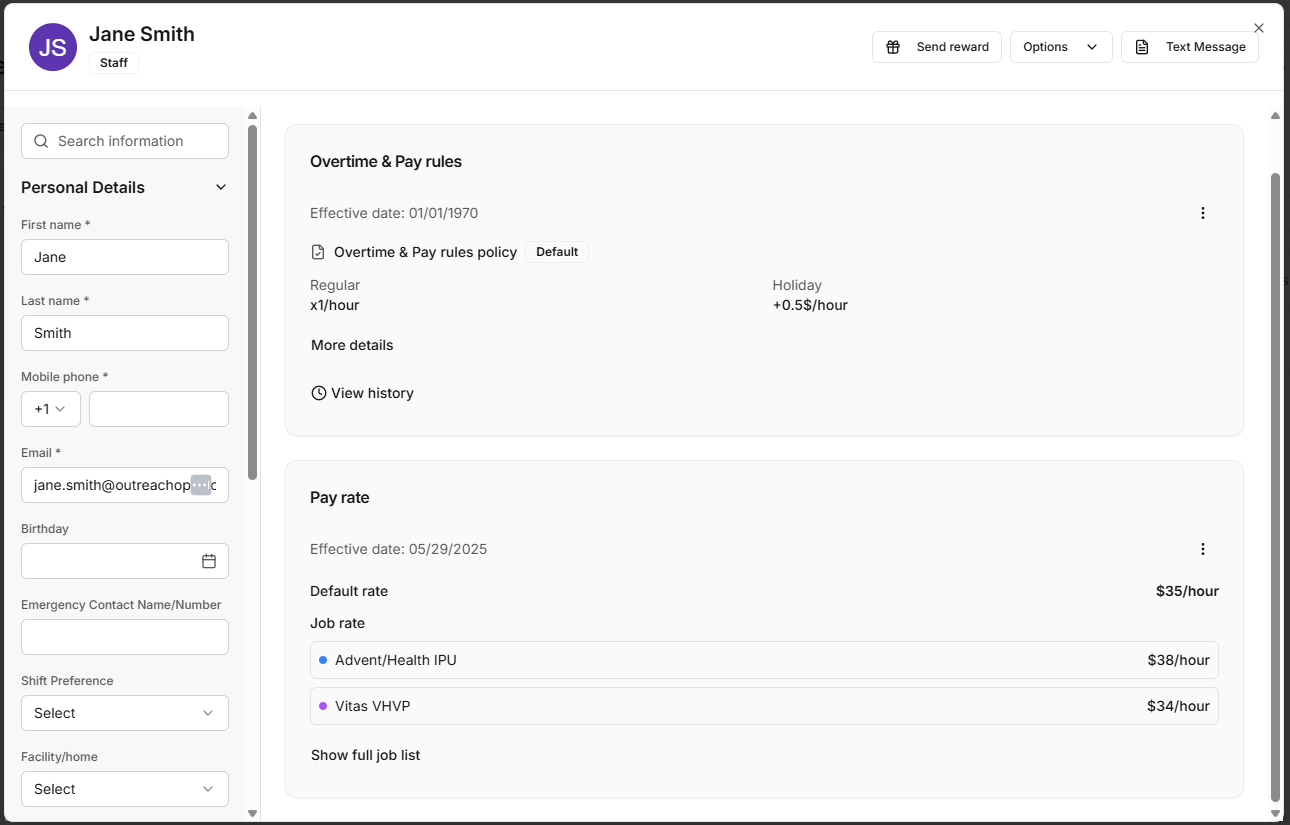 JS
Jane Smith
Staff
Send reward
Options
Text Message
Search information
Personal Details
First name *
Jane
Last name *
Smith
Mobile phone *
+1
Email *
jane.smith@outreachop
Birthday
Emergency Contact Name/Number
Shift Preference
Select
Facility/home
Select
Overtime & Pay rules
Effective date: 01/01/1970
Overtime & Pay rules policy Default
Regular Holiday
x1/hour +0.5$/hour
More details
View history
Pay rate
Effective date: 05/29/2025
Default rate $35/hour
Job rate
Advent/Health IPU $38/hour
Vitas VHVP $34/hour
Show full job list